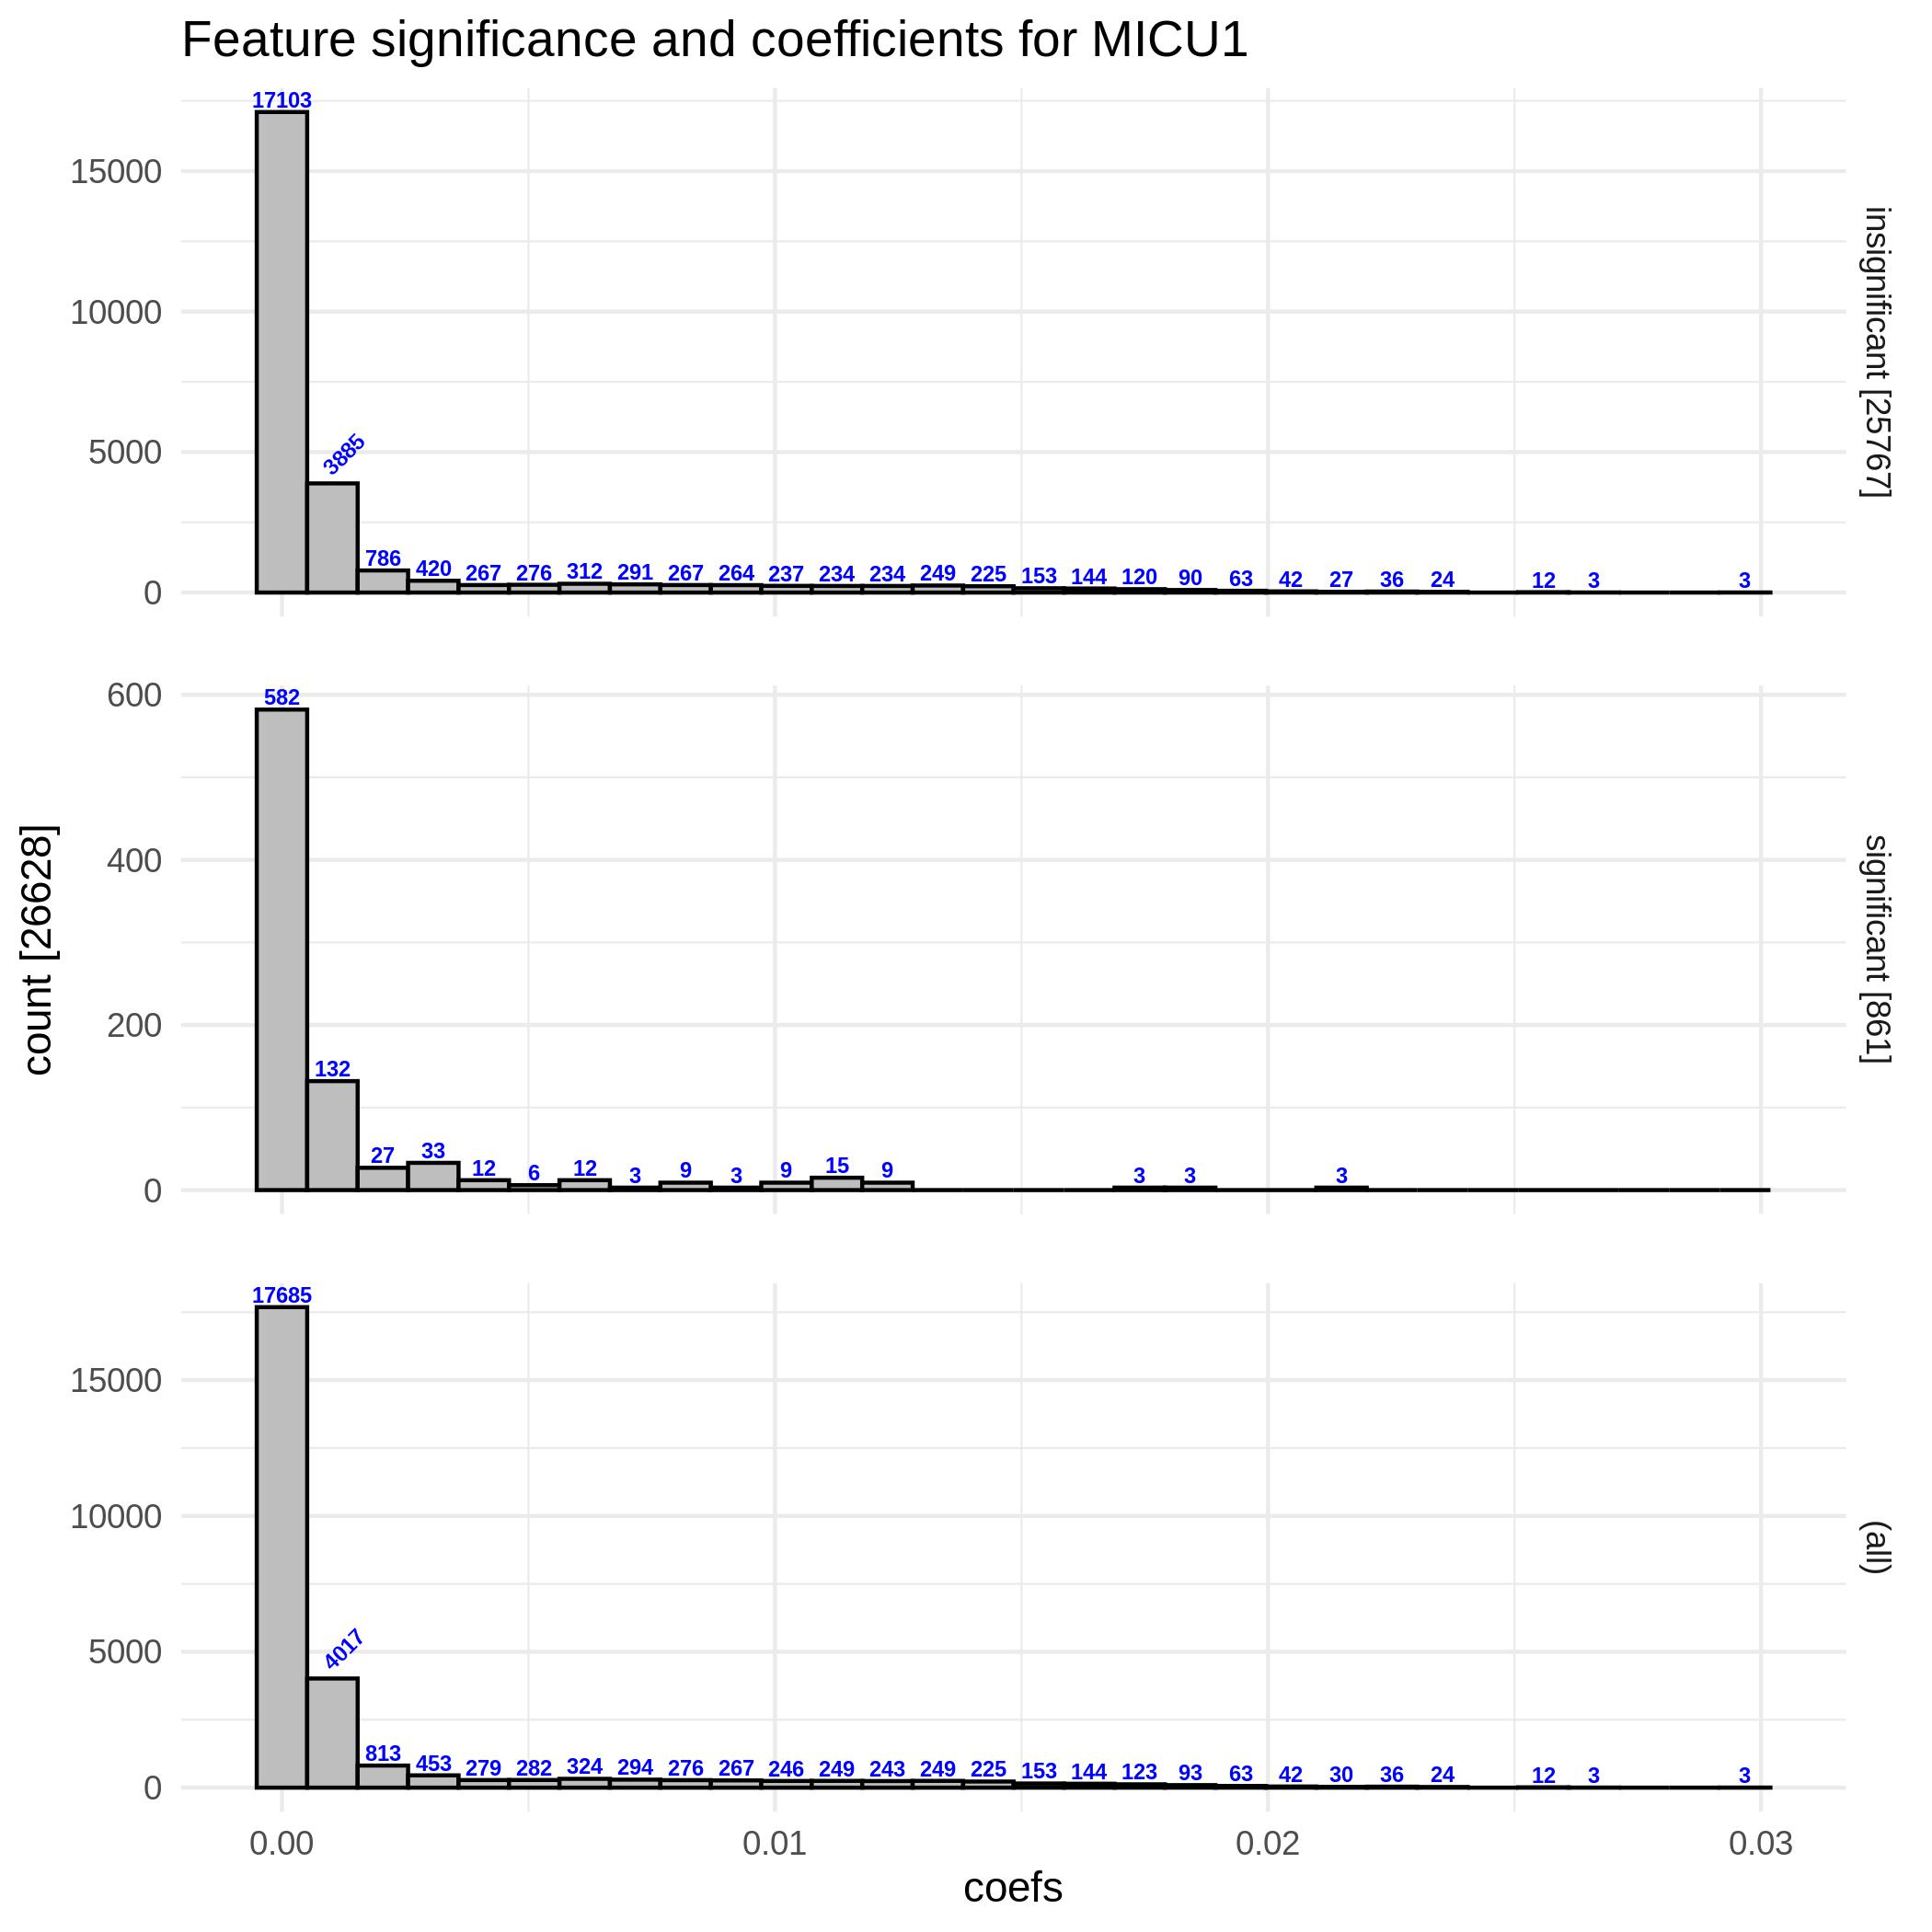 Feature significance and coefficients for MICU1
17103
15000
10000
5000
0
3885
786 420 267 276 312 291 267 264 237 234 234 249 225 153 144 120 90 63 42 27 36 24 12 3 3
insignificant [25767]
count [26628]
600
400
200
0
582
132
27 33 12 6 12 3 9 3 9 15 9 3 3 3
significant [861]
17685
15000
10000
5000
0
4017
813 453 279 282 324 294 276 267 246 249 243 249 225 153 144 123 93 63 42 30 36 24 12 3 3
(all)
0.00 0.01 0.02 0.03
coefs